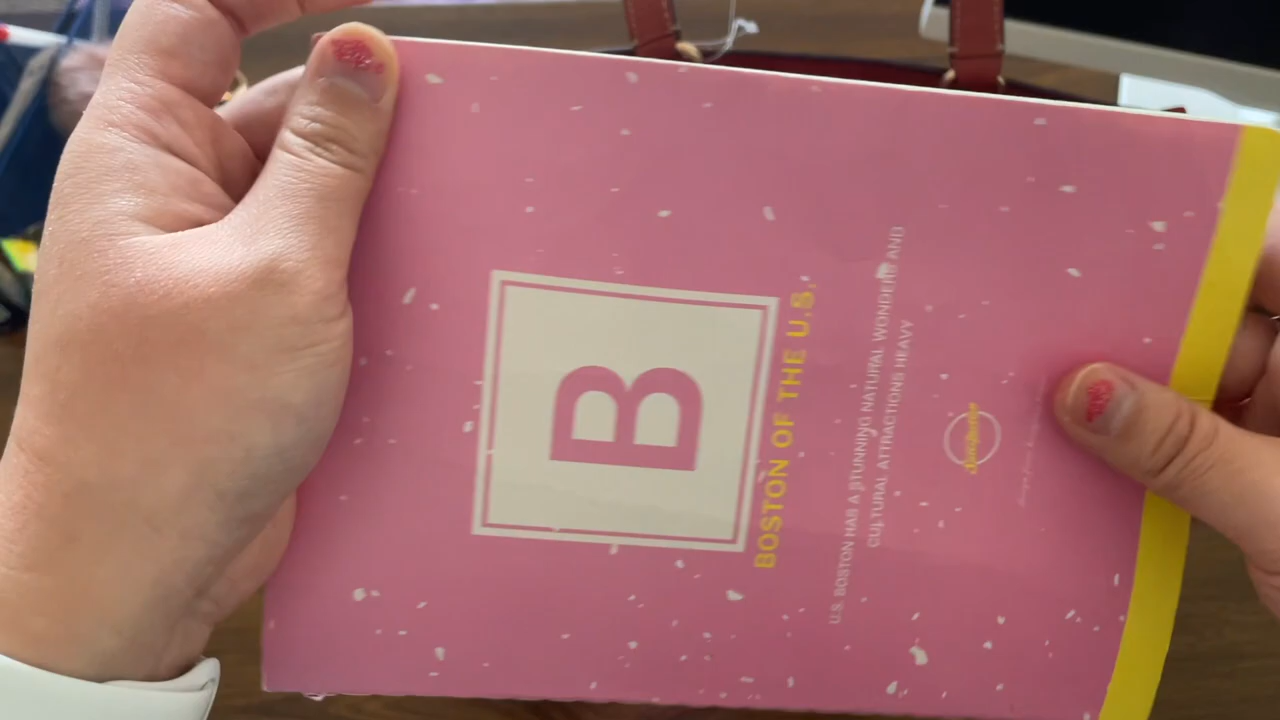 B
BOSTON OF THE U.S.
U.S. BOSTON HAS A STUNNING NATURAL WONDERS AND
CULTURAL ATTRACTIONS HEAVY